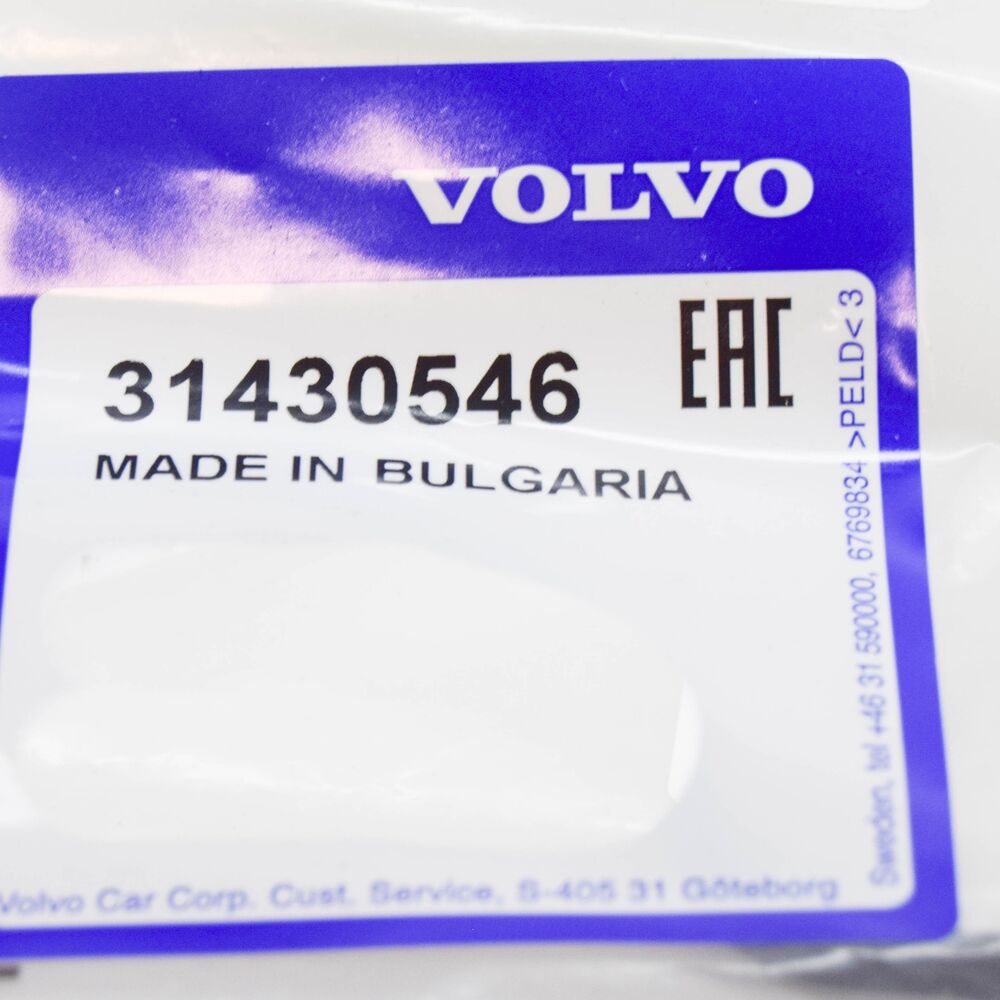 VOLVO
31430546
EAC
MADE IN BULGARIA
Volvo Car Corp. Cust. Service, S-405 31 Göteborg
Sweden, tel +46 31 590000, 6769834 >PELD< 3